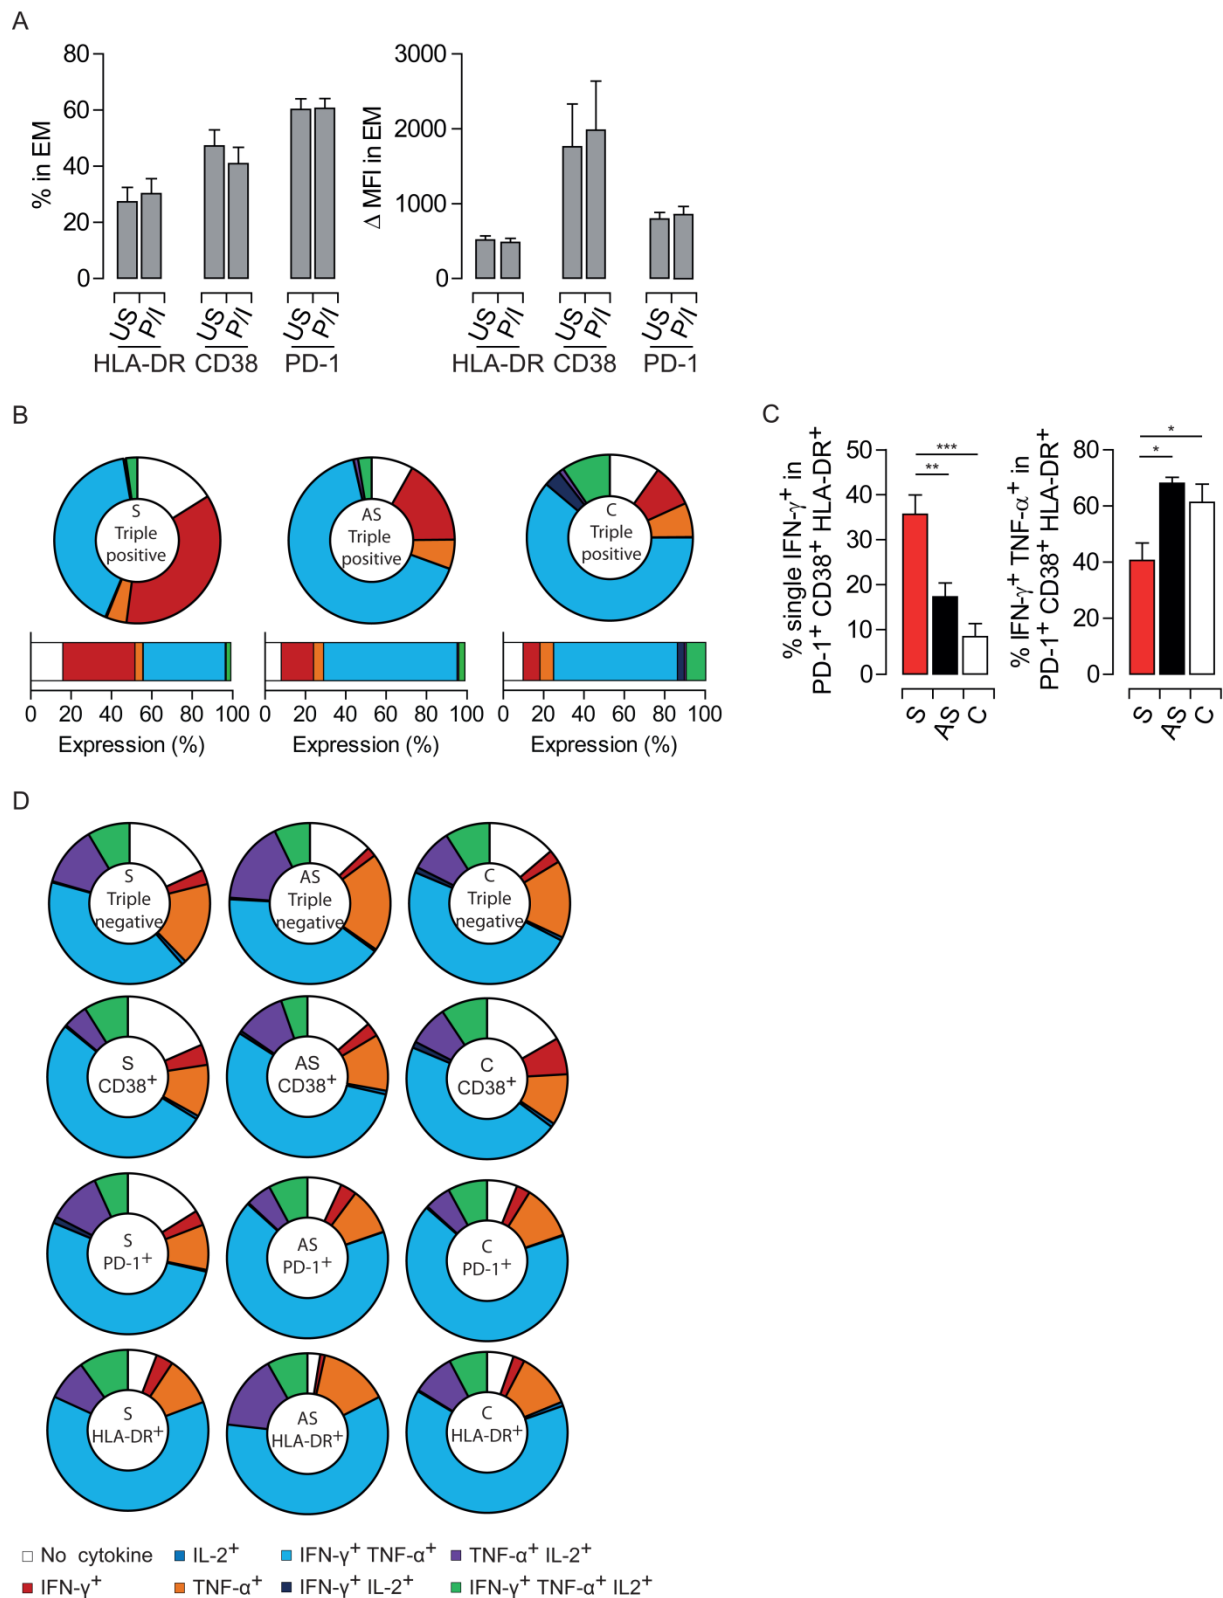 A
80
60
40
20
0
% in EM
US
P/I
US
P/I
US
P/I
HLA-DR
CD38
PD-1
3000
2000
1000
0
Δ MFI in EM
US
P/I
US
P/I
US
P/I
HLA-DR
CD38
PD-1
B
S
Triple
positive
AS
Triple
positive
C
Triple
positive
0 20 40 60 80 100
Expression (%)
0 20 40 60 80 100
Expression (%)
0 20 40 60 80 100
Expression (%)
C
% single IFN-γ+ in
PD-1+ CD38+ HLA-DR+
50
40
30
20
10
0
***
**
S
AS
C
% IFN-γ+ TNF-α+ in
PD-1+ CD38+ HLA-DR+
80
60
40
20
0
*
*
S
AS
C
D
S
Triple
negative
AS
Triple
negative
C
Triple
negative
S
CD38+
AS
CD38+
C
CD38+
S
PD-1+
AS
PD-1+
C
PD-1+
S
HLA-DR+
AS
HLA-DR+
C
HLA-DR+
No cytokine
IL-2+
IFN-γ+ TNF-α+
TNF-α+ IL-2+
IFN-γ+
TNF-α+
IFN-γ+ IL-2+
IFN-γ+ TNF-α+ IL2+